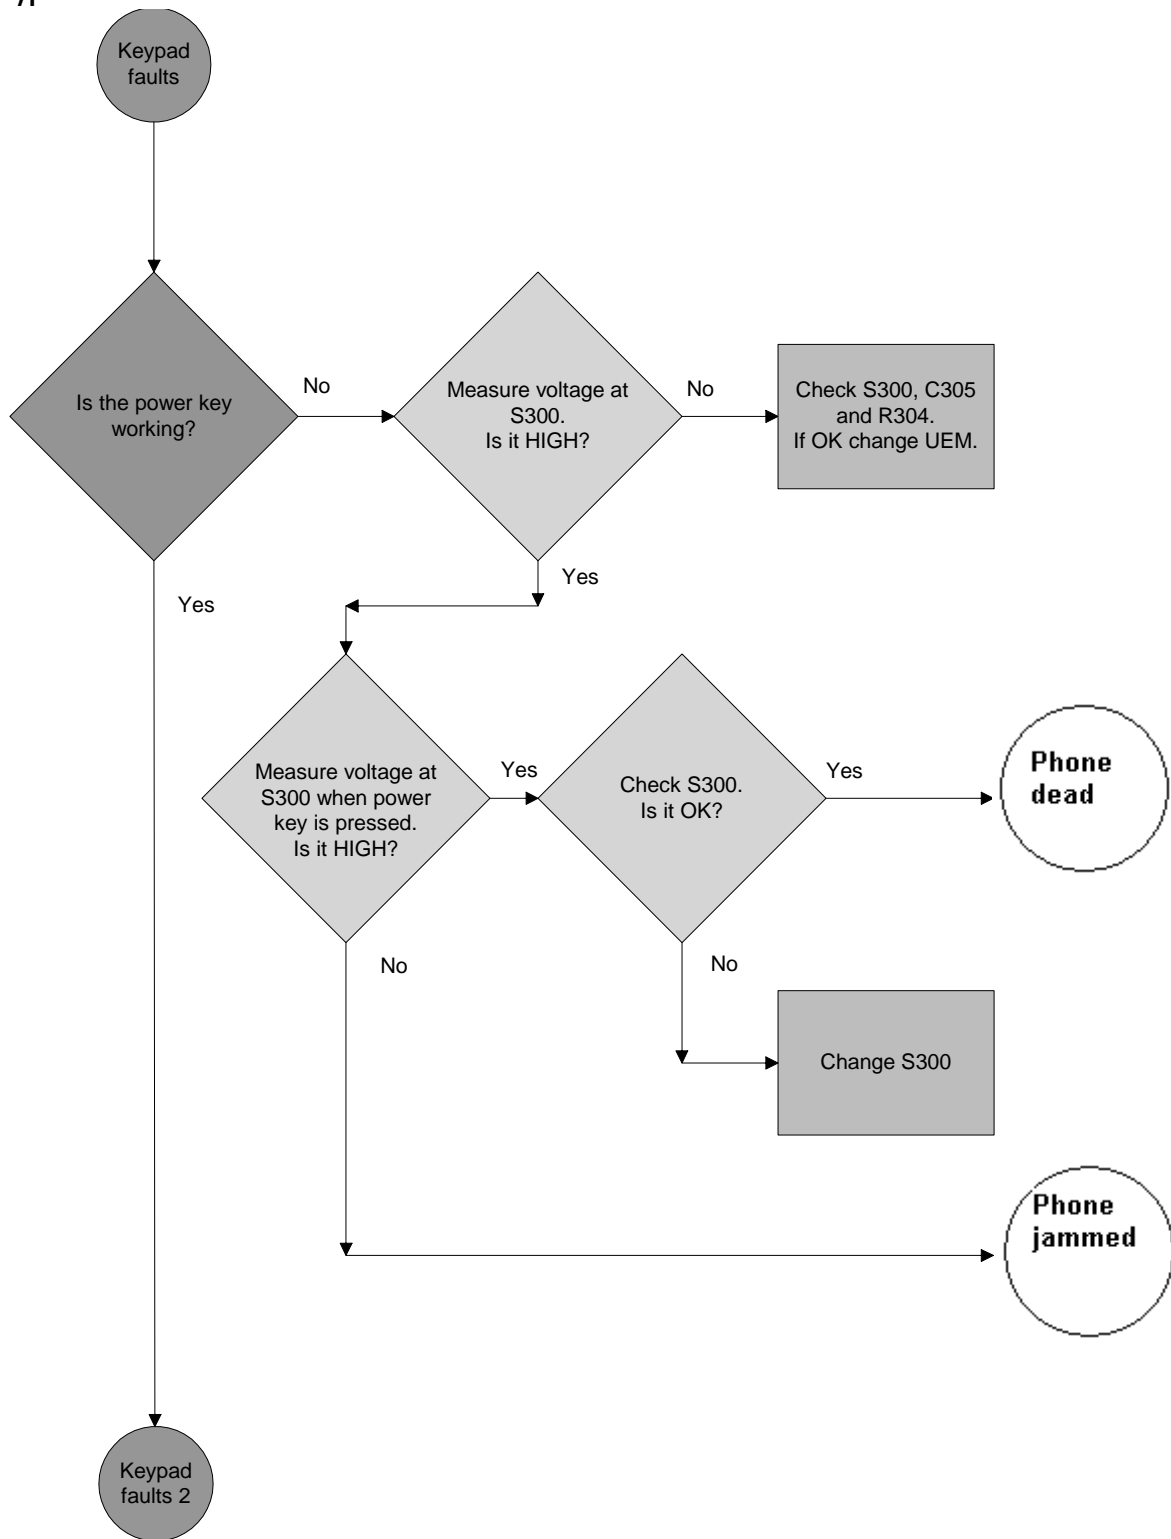 Keypad
faults
Is the power key
working?
No
Measure voltage at
S300.
Is it HIGH?
No
Check S300, C305
and R304.
If OK change UEM.
Yes
Yes
Measure voltage at
S300 when power
key is pressed.
Is it HIGH?
Yes
Check S300.
Is it OK?
Yes
Phone
dead
No
No
Change S300
Phone
jammed
Keypad
faults 2